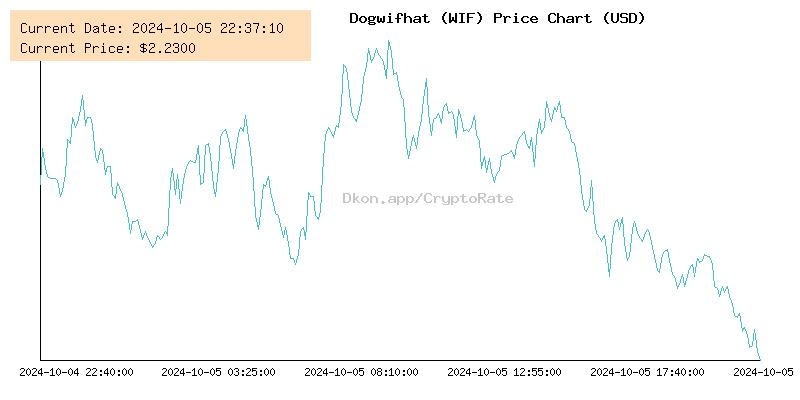 Dogwifhat (WIF) Price Chart (USD)
Current Date: 2024-10-05 22:37:10
Current Price: $2.2300
Dkon.app/CryptoRate
2024-10-04 22:40:00 2024-10-05 03:25:00 2024-10-05 08:10:00 2024-10-05 12:55:00 2024-10-05 17:40:00 2024-10-05